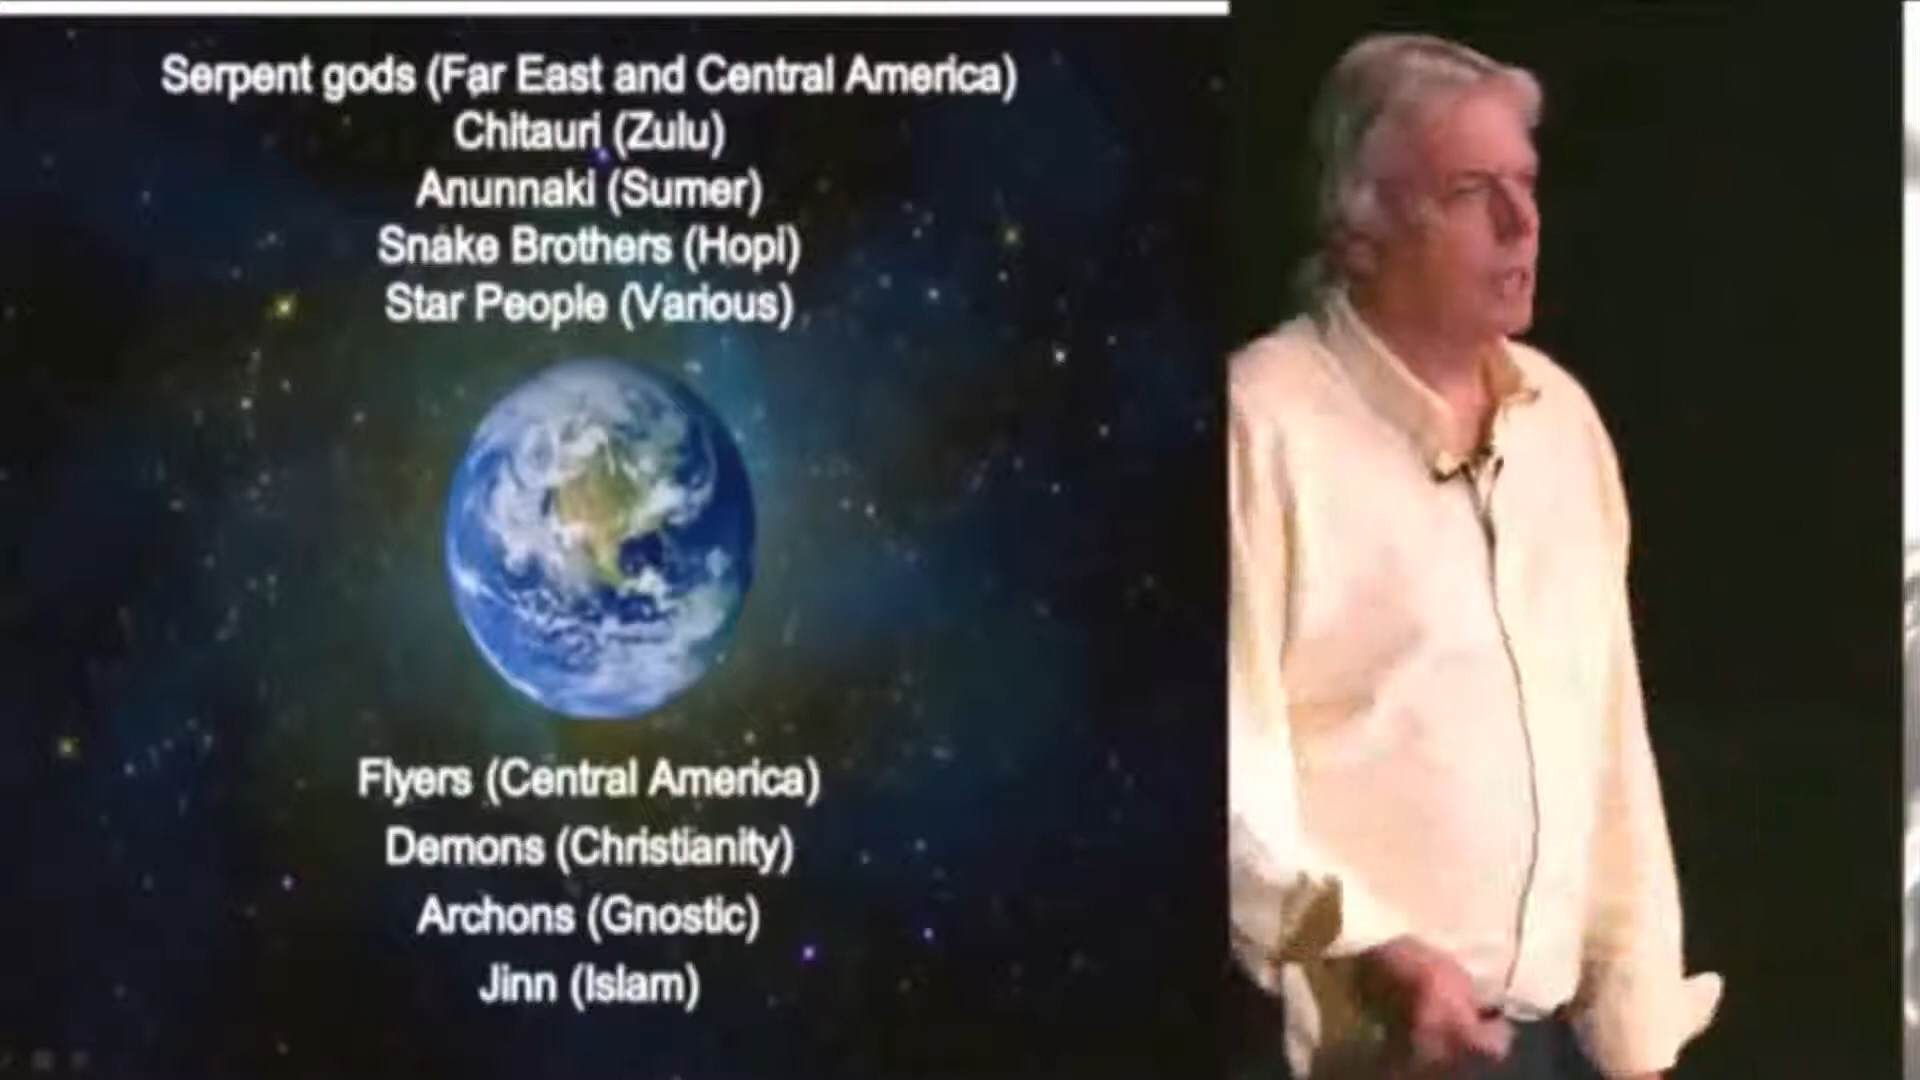 Serpent gods (Far East and Central America)
Chitauri (Zulu)
Anunnaki (Sumer)
Snake Brothers (Hopi)
Star People (Various)
Flyers (Central America)
Demons (Christianity)
Archons (Gnostic)
Jinn (Islam)